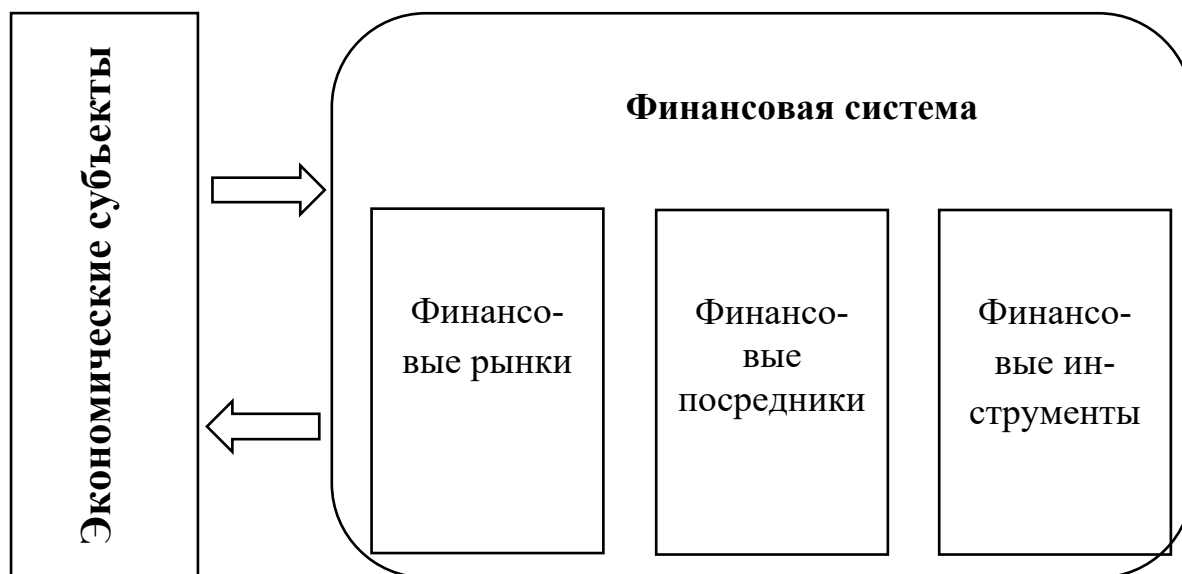 Экономические субъекты
Финансовая система
Финансо-
вые рынки
Финансо-
вые
посредники
Финансо-
вые ин-
струменты